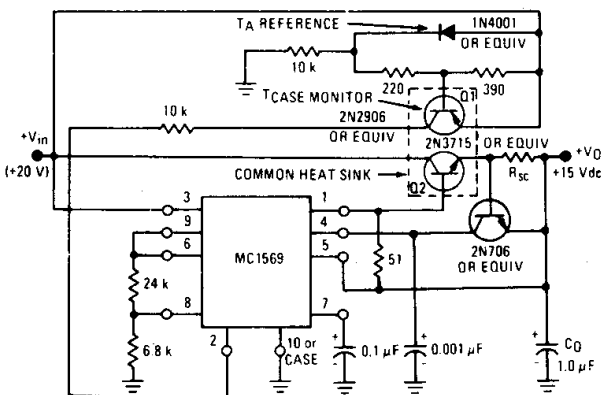 TA REFERENCE
1N4001
OR EQUIV
10 k
220
390
TCASE MONITOR
Q1
10 k
2N2906
OR EQUIV
+Vin
(+20 V)
2N3715
OR EQUIV
RSC
+VO
+15 Vdc
COMMON HEAT SINK
Q2
3
1
9
4
6
MC1569
5
51
2N706
OR EQUIV
24 k
8
7
6.8 k
2
10 or
CASE
+
0.1 µF
+
0.001 µF
+
CO
1.0 µF
-